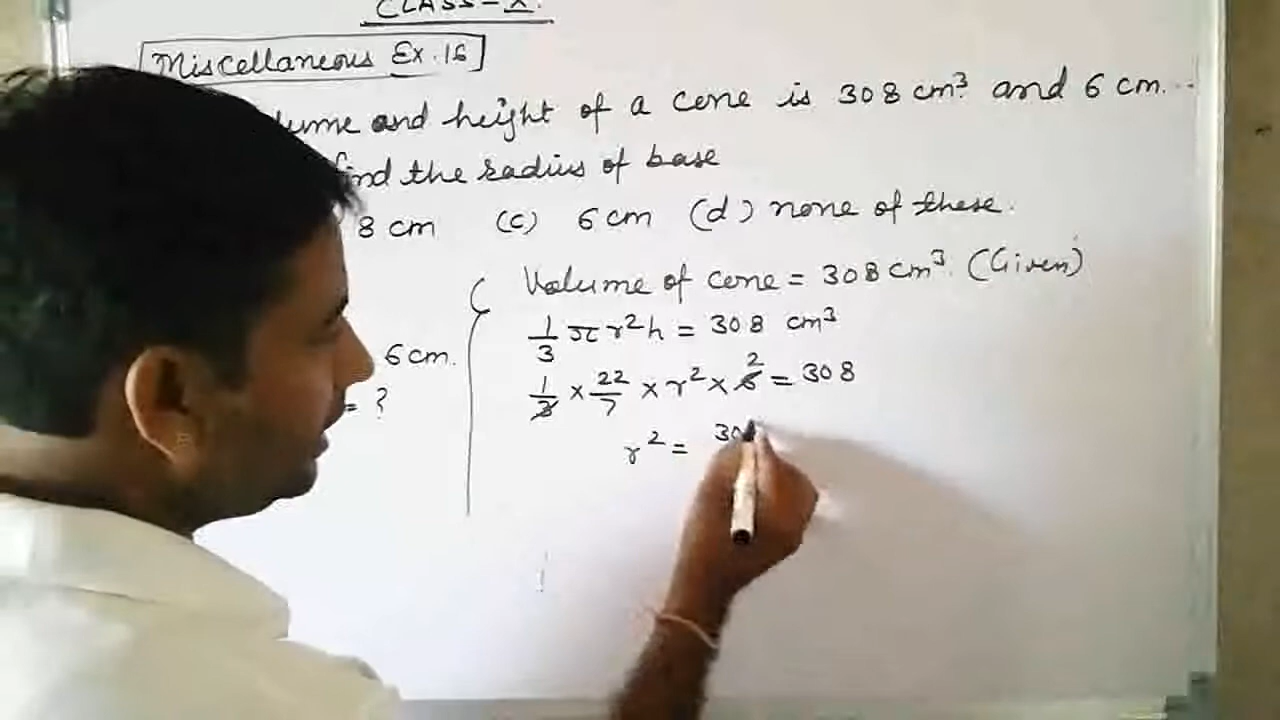 CLASS-X.
Miscellaneous Ex. 16
and height of a cone is 308 cm³ and 6 cm...
find the radius of base
8 cm (c) 6 cm (d) none of these.
Volume of cone = 308 cm³. (Given)
1/3 πr²h = 308 cm³
6 cm.
1/3 × 22/7 × r² × 6 2 = 308
= ?
r² = 30